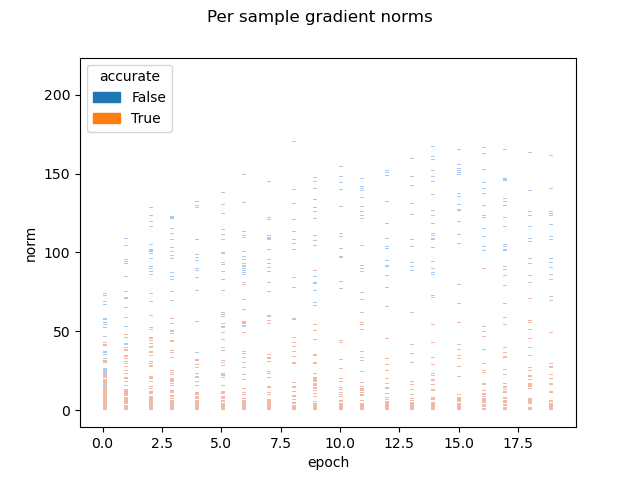 Per sample gradient norms
accurate
False
True
norm
200
150
100
50
0
0.0 2.5 5.0 7.5 10.0 12.5 15.0 17.5
epoch